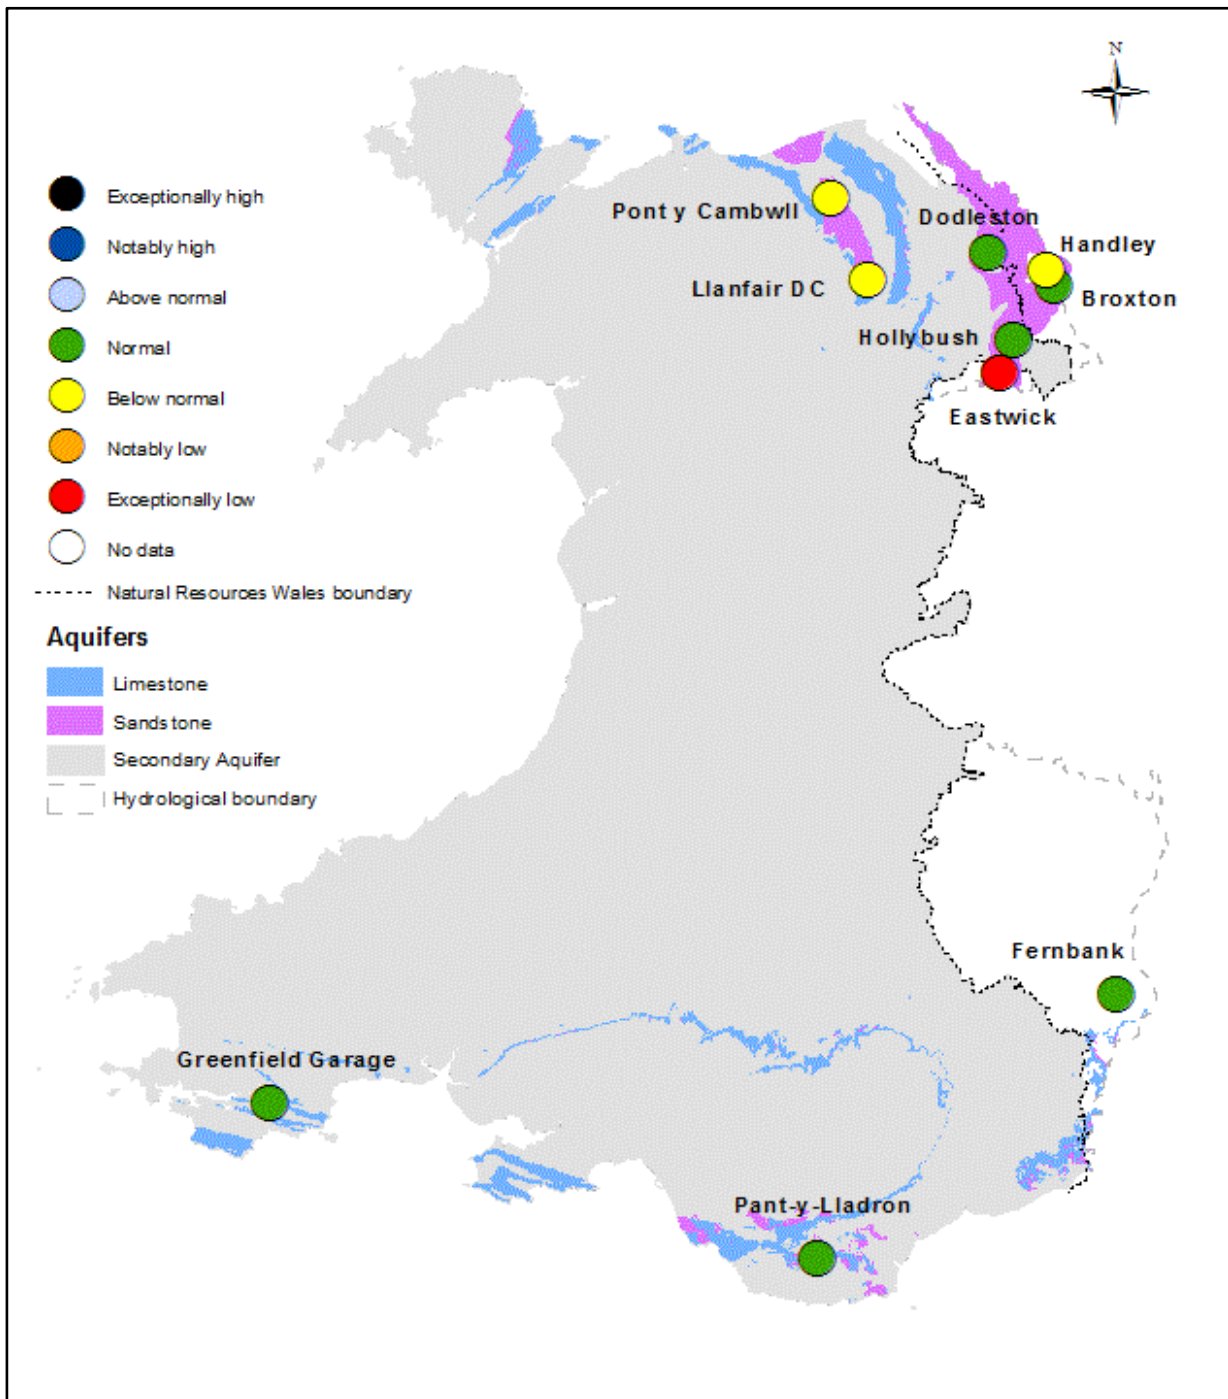 N
Exceptionally high
Notably high
Above normal
Normal
Below normal
Notably low
Exceptionally low
No data
Natural Resources Wales boundary
Aquifers
Limestone
Sandstone
Secondary Aquifer
Hydrological boundary
Pont y Cambwll
Dodleston
Handley
Llanfair DC
Broxton
Hollybush
Eastwick
Fernbank
Greenfield Garage
Pant-y-Lladron